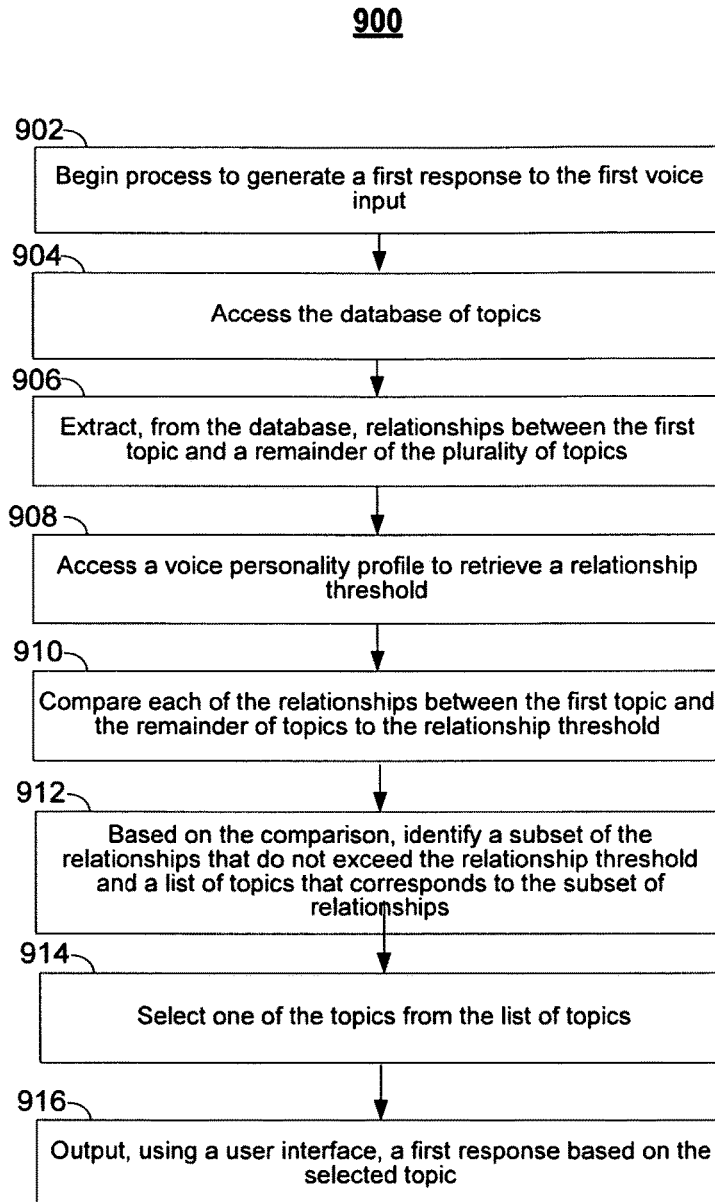 900
902
Begin process to generate a first response to the first voice
input
904
Access the database of topics
906
Extract, from the database, relationships between the first
topic and a remainder of the plurality of topics
908
Access a voice personality profile to retrieve a relationship
threshold
910
Compare each of the relationships between the first topic and
the remainder of topics to the relationship threshold
912
Based on the comparison, identify a subset of the
relationships that do not exceed the relationship threshold
and a list of topics that corresponds to the subset of
relationships
914
Select one of the topics from the list of topics
916
Output, using a user interface, a first response based on the
selected topic